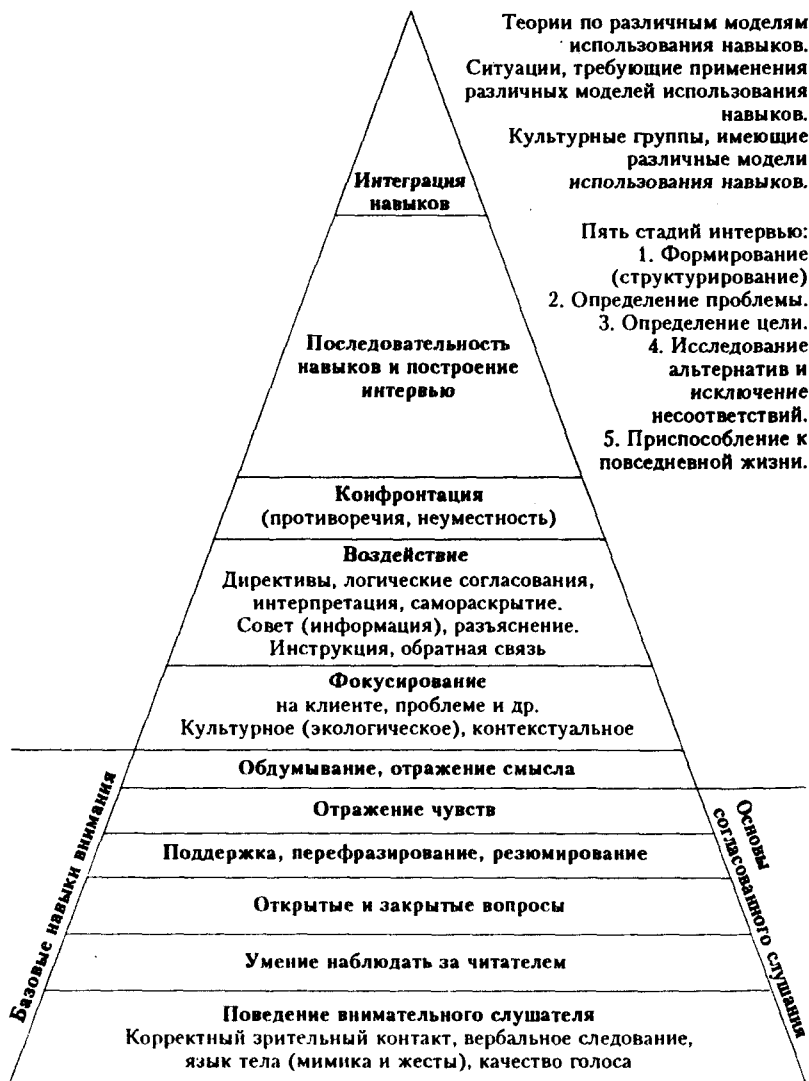 Теории по различным моделям
использования навыков.
Ситуации, требующие применения
различных моделей использования
навыков.
Культурные группы, имеющие
различные модели
использования навыков.
Интеграция
навыков
Пять стадий интервью:
1. Формирование
(структурирование)
2. Определение проблемы.
3. Определение цели.
4. Исследование
альтернатив и
исключение
несоответствий.
5. Приспособление к
повседневной жизни.
Последовательность
навыков и построение
интервью
Конфронтация
(противоречия, неуместность)
Воздействие
Директивы, логические согласования,
интерпретация, самораскрытие.
Совет (информация), разъяснение.
Инструкция, обратная связь
Фокусирование
на клиенте, проблеме и др.
Культурное (экологическое), контекстуальное
Обдумывание, отражение смысла
Отражение чувств
Поддержка, перефразирование, резюмирование
Открытые и закрытые вопросы
Умение наблюдать за читателем
Поведение внимательного слушателя
Корректный зрительный контакт, вербальное следование,
язык тела (мимика и жесты), качество голоса
Базовые навыки внимания
Основы
согласованного слушания